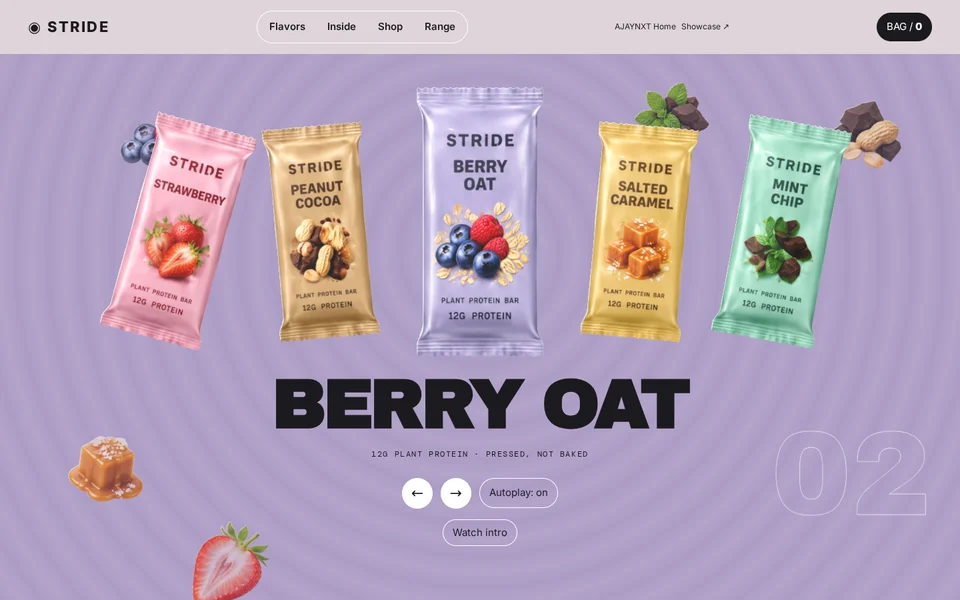 ◉ STRIDE
Flavors Inside Shop Range
AJAYNXT Home Showcase ↗
BAG / 0
STRIDE
STRAWBERRY
PLANT PROTEIN BAR
12G PROTEIN
STRIDE
PEANUT
COCOA
PLANT PROTEIN BAR
12G PROTEIN
STRIDE
BERRY
OAT
PLANT PROTEIN BAR
12G PROTEIN
STRIDE
SALTED
CARAMEL
PLANT PROTEIN BAR
12G PROTEIN
STRIDE
MINT
CHIP
PLANT PROTEIN BAR
12G PROTEIN
BERRY OAT
12G PLANT PROTEIN - PRESSED, NOT BAKED
02
← → Autoplay: on
Watch intro